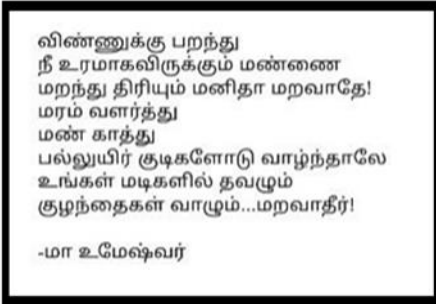 விண்ணுக்கு பறந்து
நீ உரமாகவிருக்கும் மண்ணை
மறந்து திரியும் மனிதா மறவாதே!
மரம் வளர்த்து
மண் காத்து
பல்லுயிர் குடிகளோடு வாழ்ந்தாலே
உங்கள் மடிகளில் தவழும்
குழந்தைகள் வாழும்...மறவாதீர்!
-மா உமேஷ்வர்